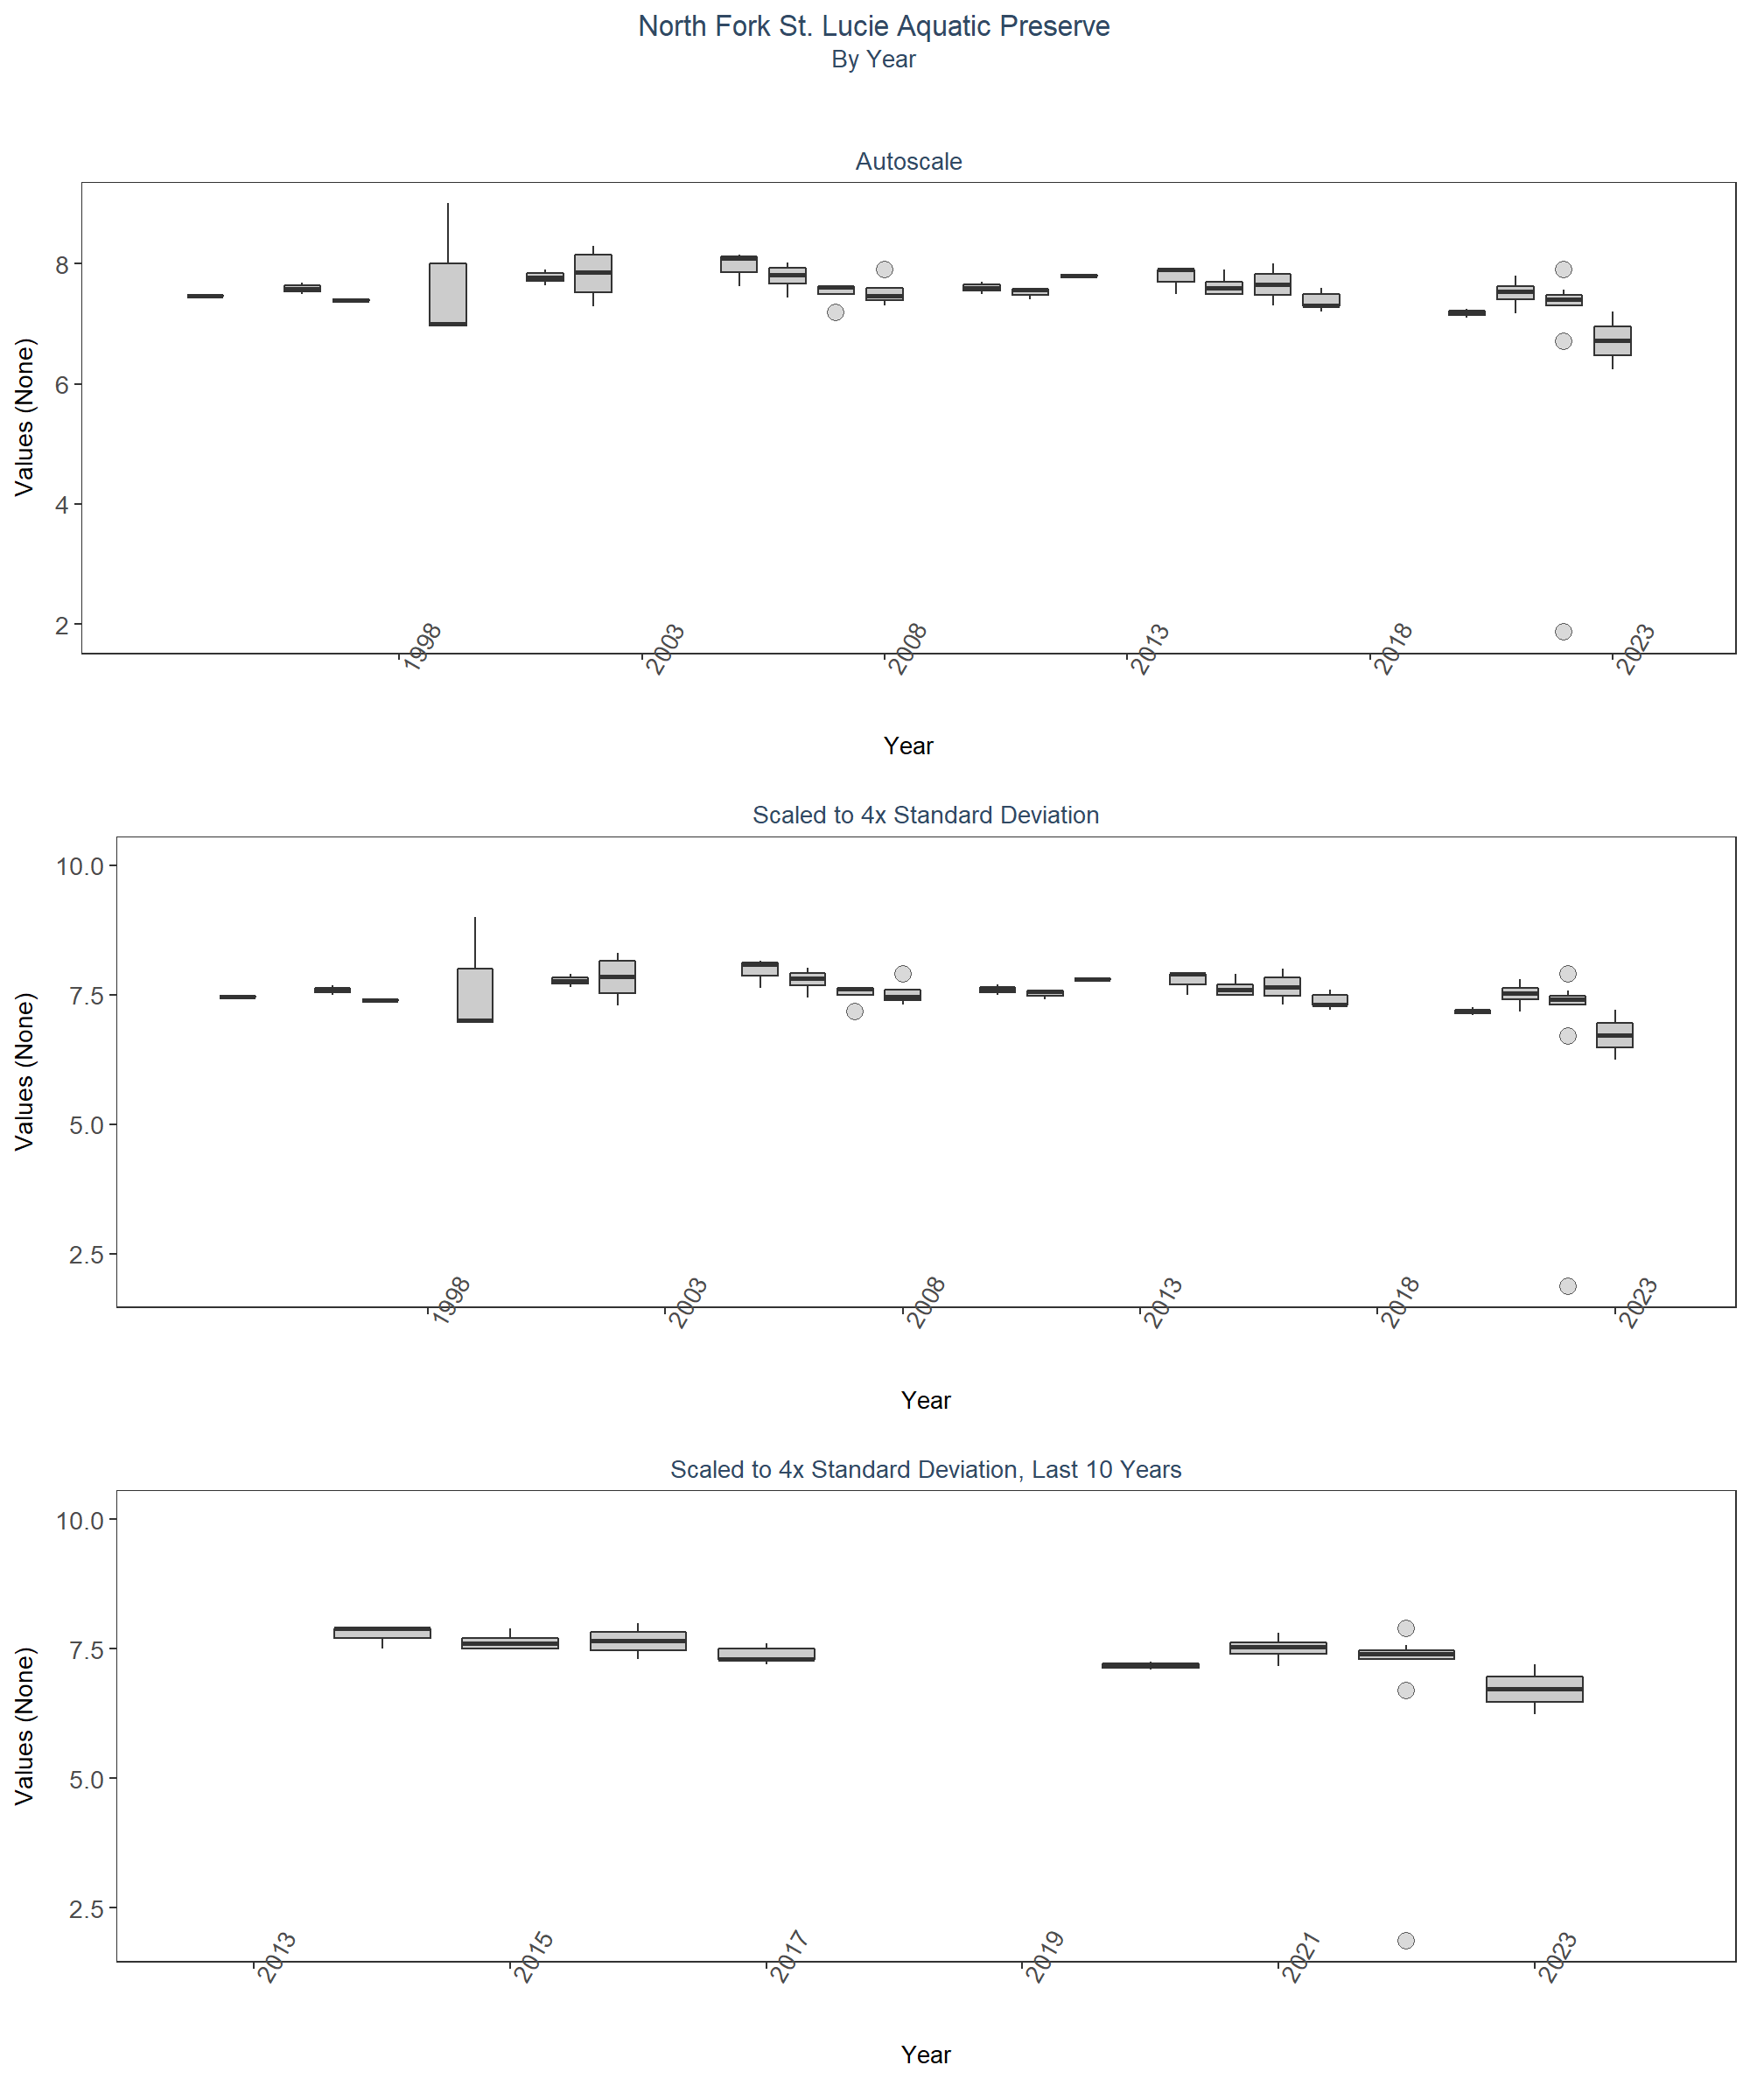 North Fork St. Lucie Aquatic Preserve
By Year
Autoscale
Values (None)
8
6
4
2
1998 2003 2008 2013 2018 2023
Year
Scaled to 4x Standard Deviation
Values (None)
10.0
7.5
5.0
2.5
1998 2003 2008 2013 2018 2023
Year
Scaled to 4x Standard Deviation, Last 10 Years
Values (None)
10.0
7.5
5.0
2.5
2013 2015 2017 2019 2021 2023
Year